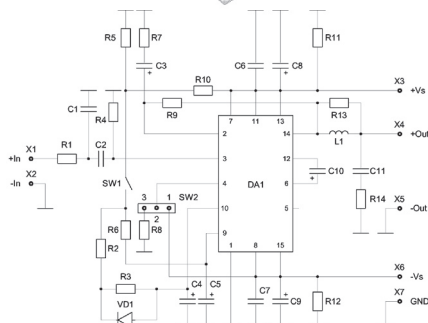 R5
R7
R11
C3
C6
C8
R10
X3
+Vs
R9
R13
C1
R4
7
11
13
X4
2
14
+Out
L1
X1
R1
C2
+In
3
12
C10
C11
X2
SW1
4
DA1
6
-In
3
1
SW2
R14
X5
2
10
5
-Out
R6
R8
R2
9
1
8
15
X6
-Vs
R3
C4
C5
C7
C9
R12
X7
GND
VD1